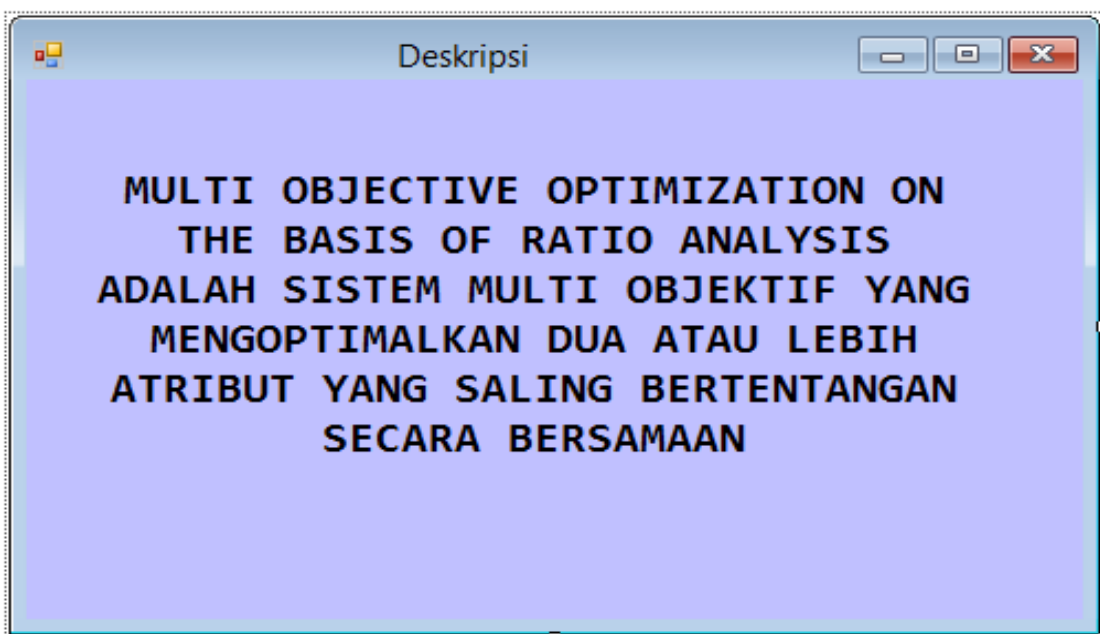 Deskripsi
MULTI OBJECTIVE OPTIMIZATION ON
THE BASIS OF RATIO ANALYSIS
ADALAH SISTEM MULTI OBJEKTIF YANG
MENGOPTIMALKAN DUA ATAU LEBIH
ATRIBUT YANG SALING BERTENTANGAN
SECARA BERSAMAAN